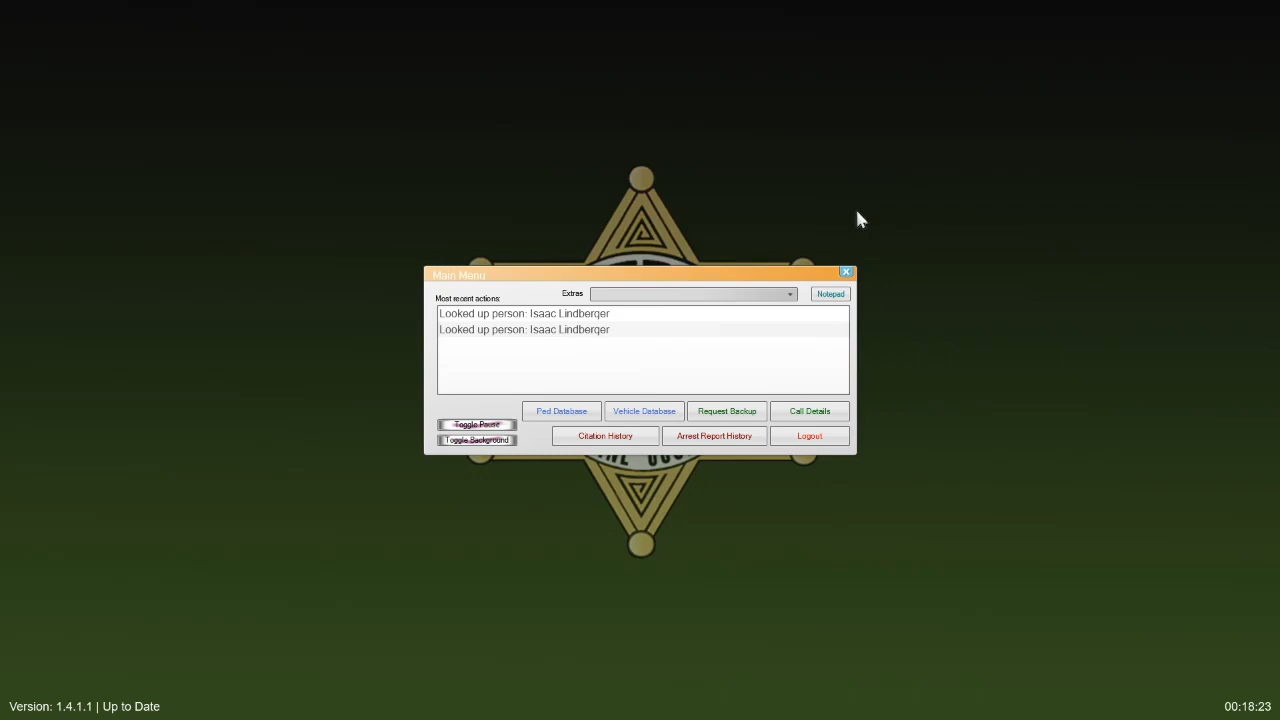 Main Menu
Extras
Notepad
Most recent actions:
Looked up person: Isaac Lindberger
Looked up person: Isaac Lindberger
Ped Database
Vehicle Database
Request Backup
Call Details
Toggle Pause
Toggle Background
Citation History
Arrest Report History
Logout
Version: 1.4.1.1 | Up to Date
00:18:23